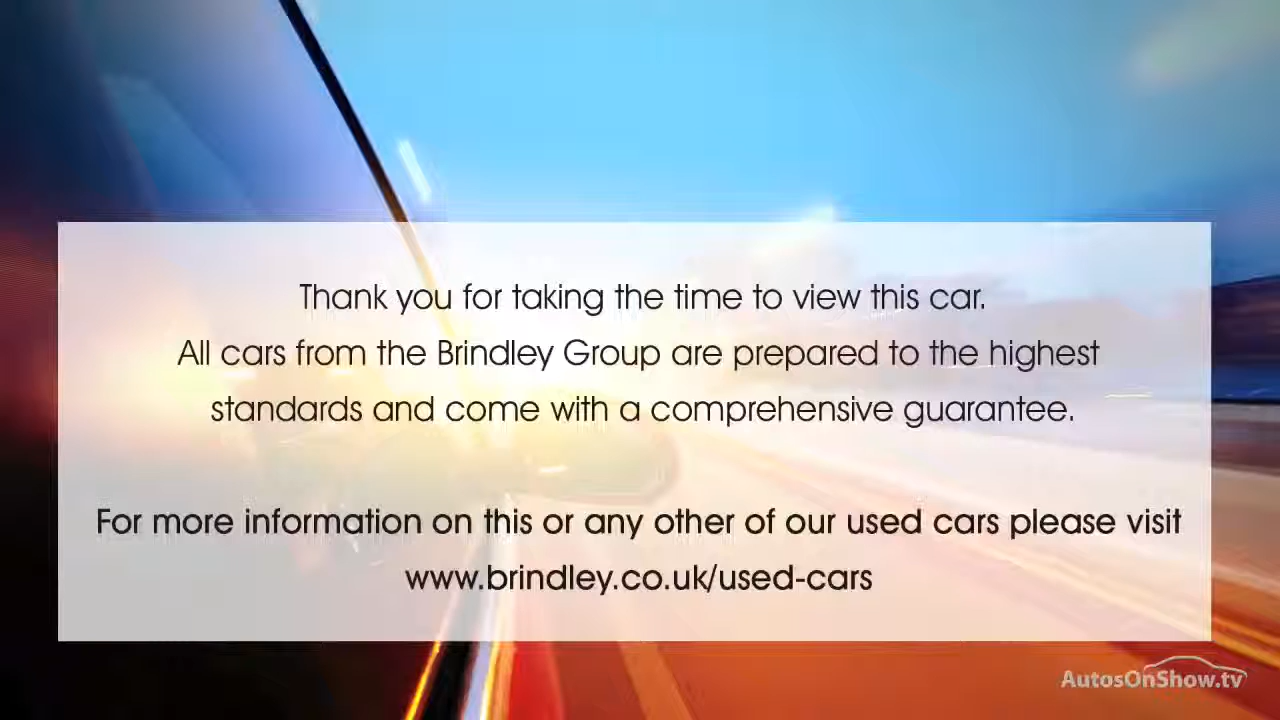 Thank you for taking the time to view this car.
All cars from the Brindley Group are prepared to the highest
standards and come with a comprehensive guarantee.
For more information on this or any other of our used cars please visit
www.brindley.co.uk/used-cars
AutosOnShow.tv